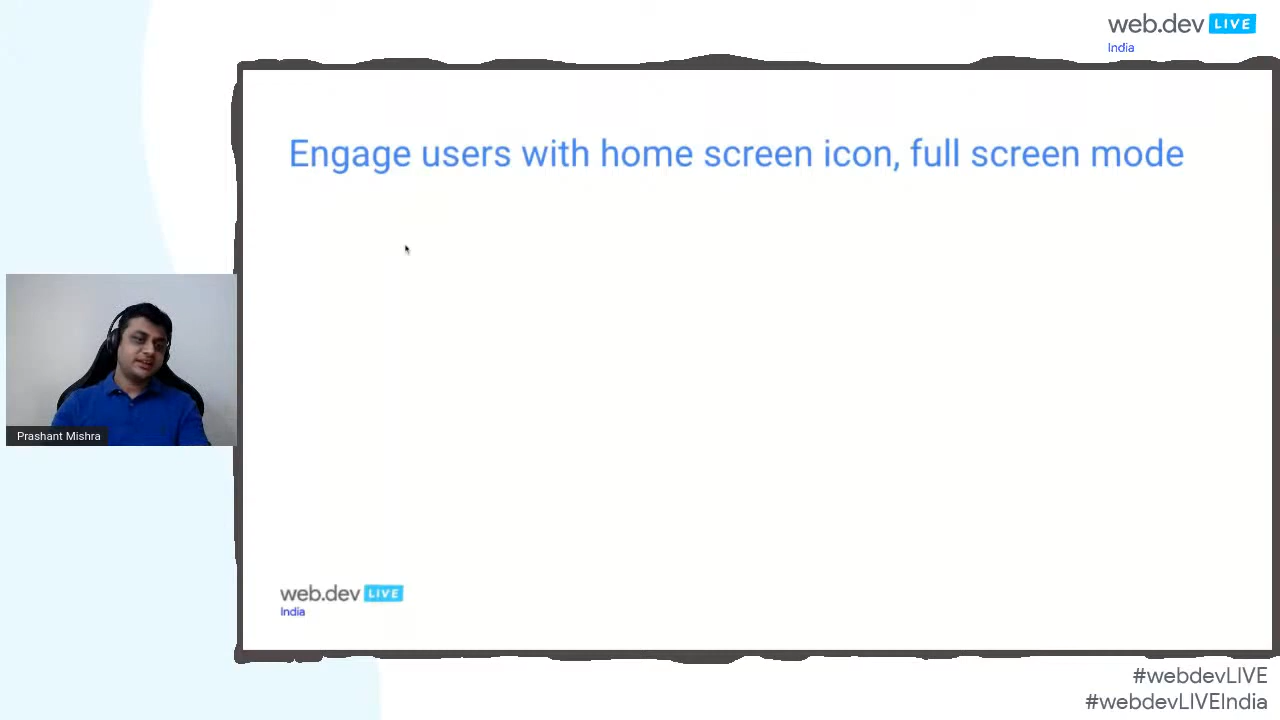 web.dev LIVE
India
Engage users with home screen icon, full screen mode
Prashant Mishra
web.dev LIVE
India
#webdevLIVE
#webdevLIVEIndia